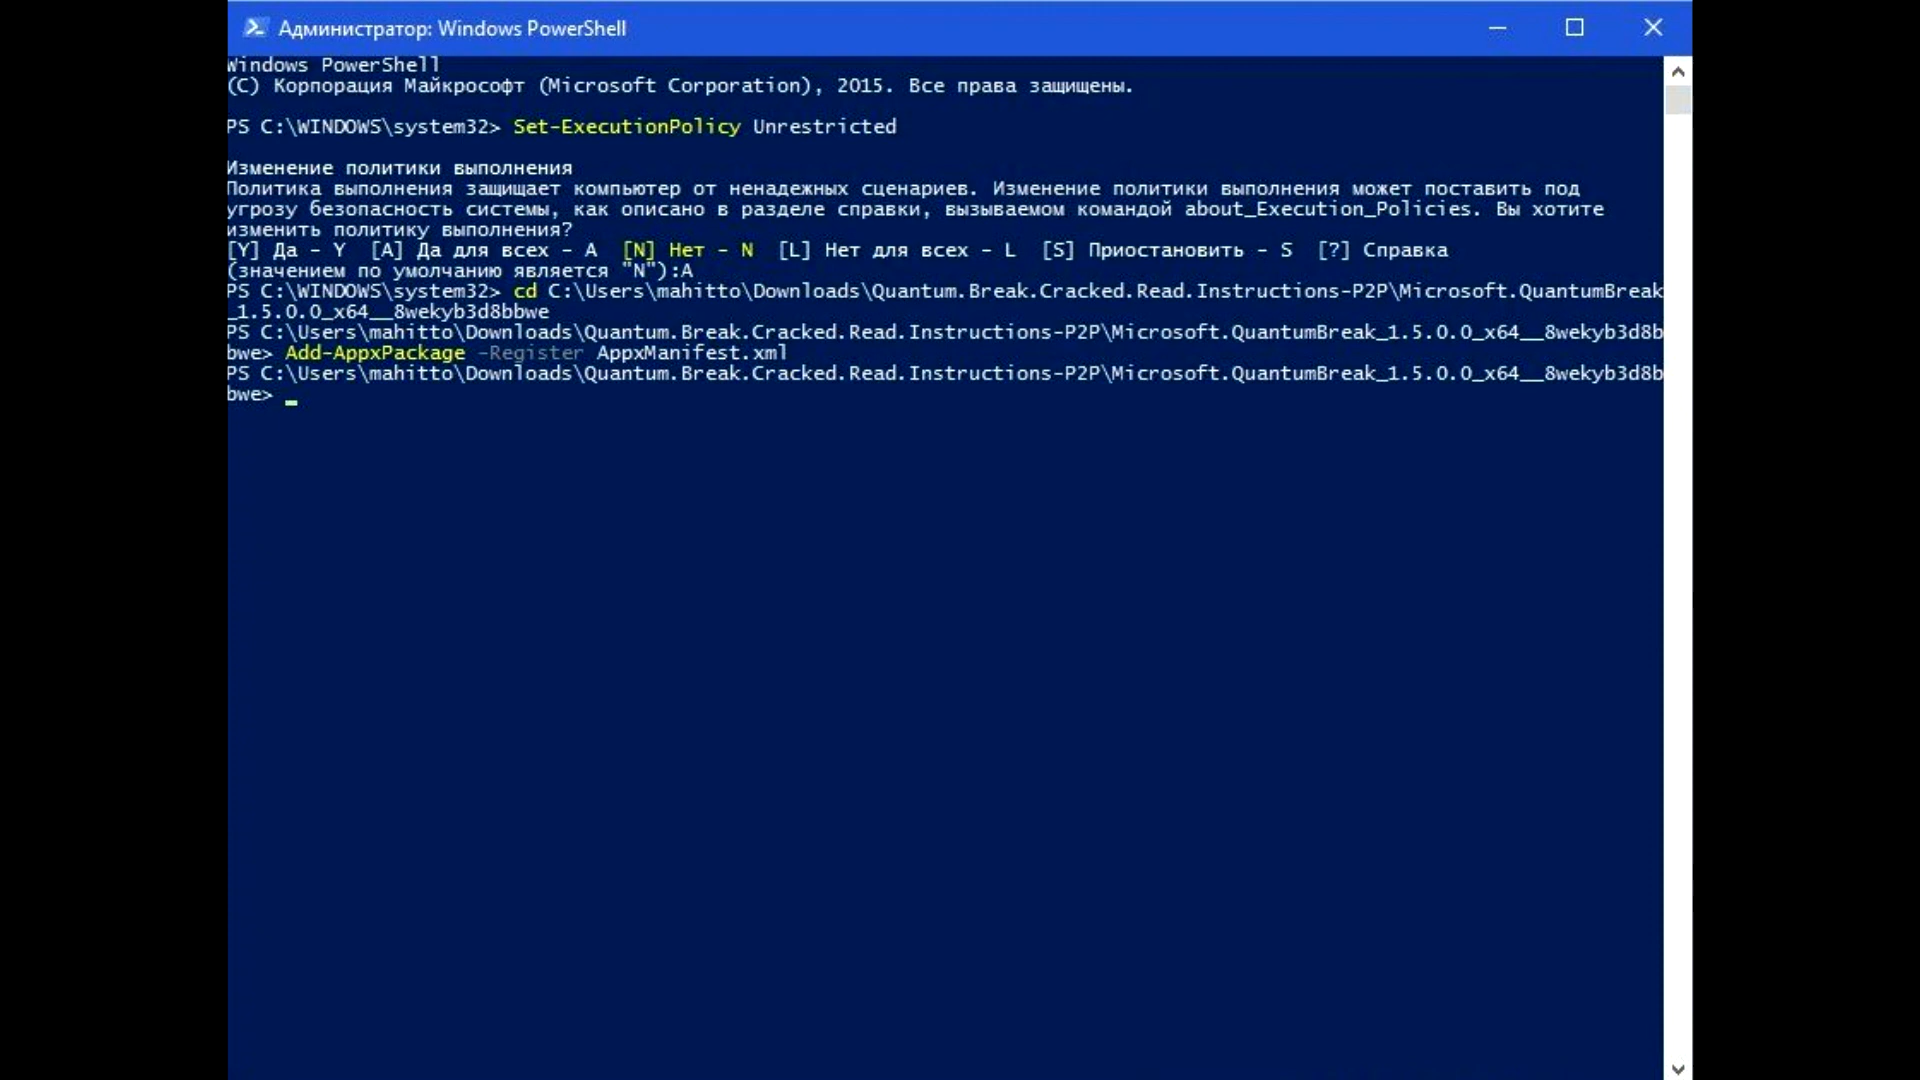 Администратор: Windows PowerShell
Windows PowerShell
(C) Корпорация Майкрософт (Microsoft Corporation), 2015. Все права защищены.
PS C:\WINDOWS\system32> Set-ExecutionPolicy Unrestricted
Изменение политики выполнения
Политика выполнения защищает компьютер от ненадежных сценариев. Изменение политики выполнения может поставить под
угрозу безопасность системы, как описано в разделе справки, вызываемом командой about_Execution_Policies. Вы хотите
изменить политику выполнения?
[Y] Да - Y  [A] Да для всех - A  [N] Нет - N  [L] Нет для всех - L  [S] Приостановить - S  [?] Справка
(значением по умолчанию является "N"):A
PS C:\WINDOWS\system32> cd C:\Users\mahitto\Downloads\Quantum.Break.Cracked.Read.Instructions-P2P\Microsoft.QuantumBreak
_1.5.0.0_x64__8wekyb3d8bbwe
PS C:\Users\mahitto\Downloads\Quantum.Break.Cracked.Read.Instructions-P2P\Microsoft.QuantumBreak_1.5.0.0_x64__8wekyb3d8b
bwe> Add-AppxPackage -Register AppxManifest.xml
PS C:\Users\mahitto\Downloads\Quantum.Break.Cracked.Read.Instructions-P2P\Microsoft.QuantumBreak_1.5.0.0_x64__8wekyb3d8b
bwe> _